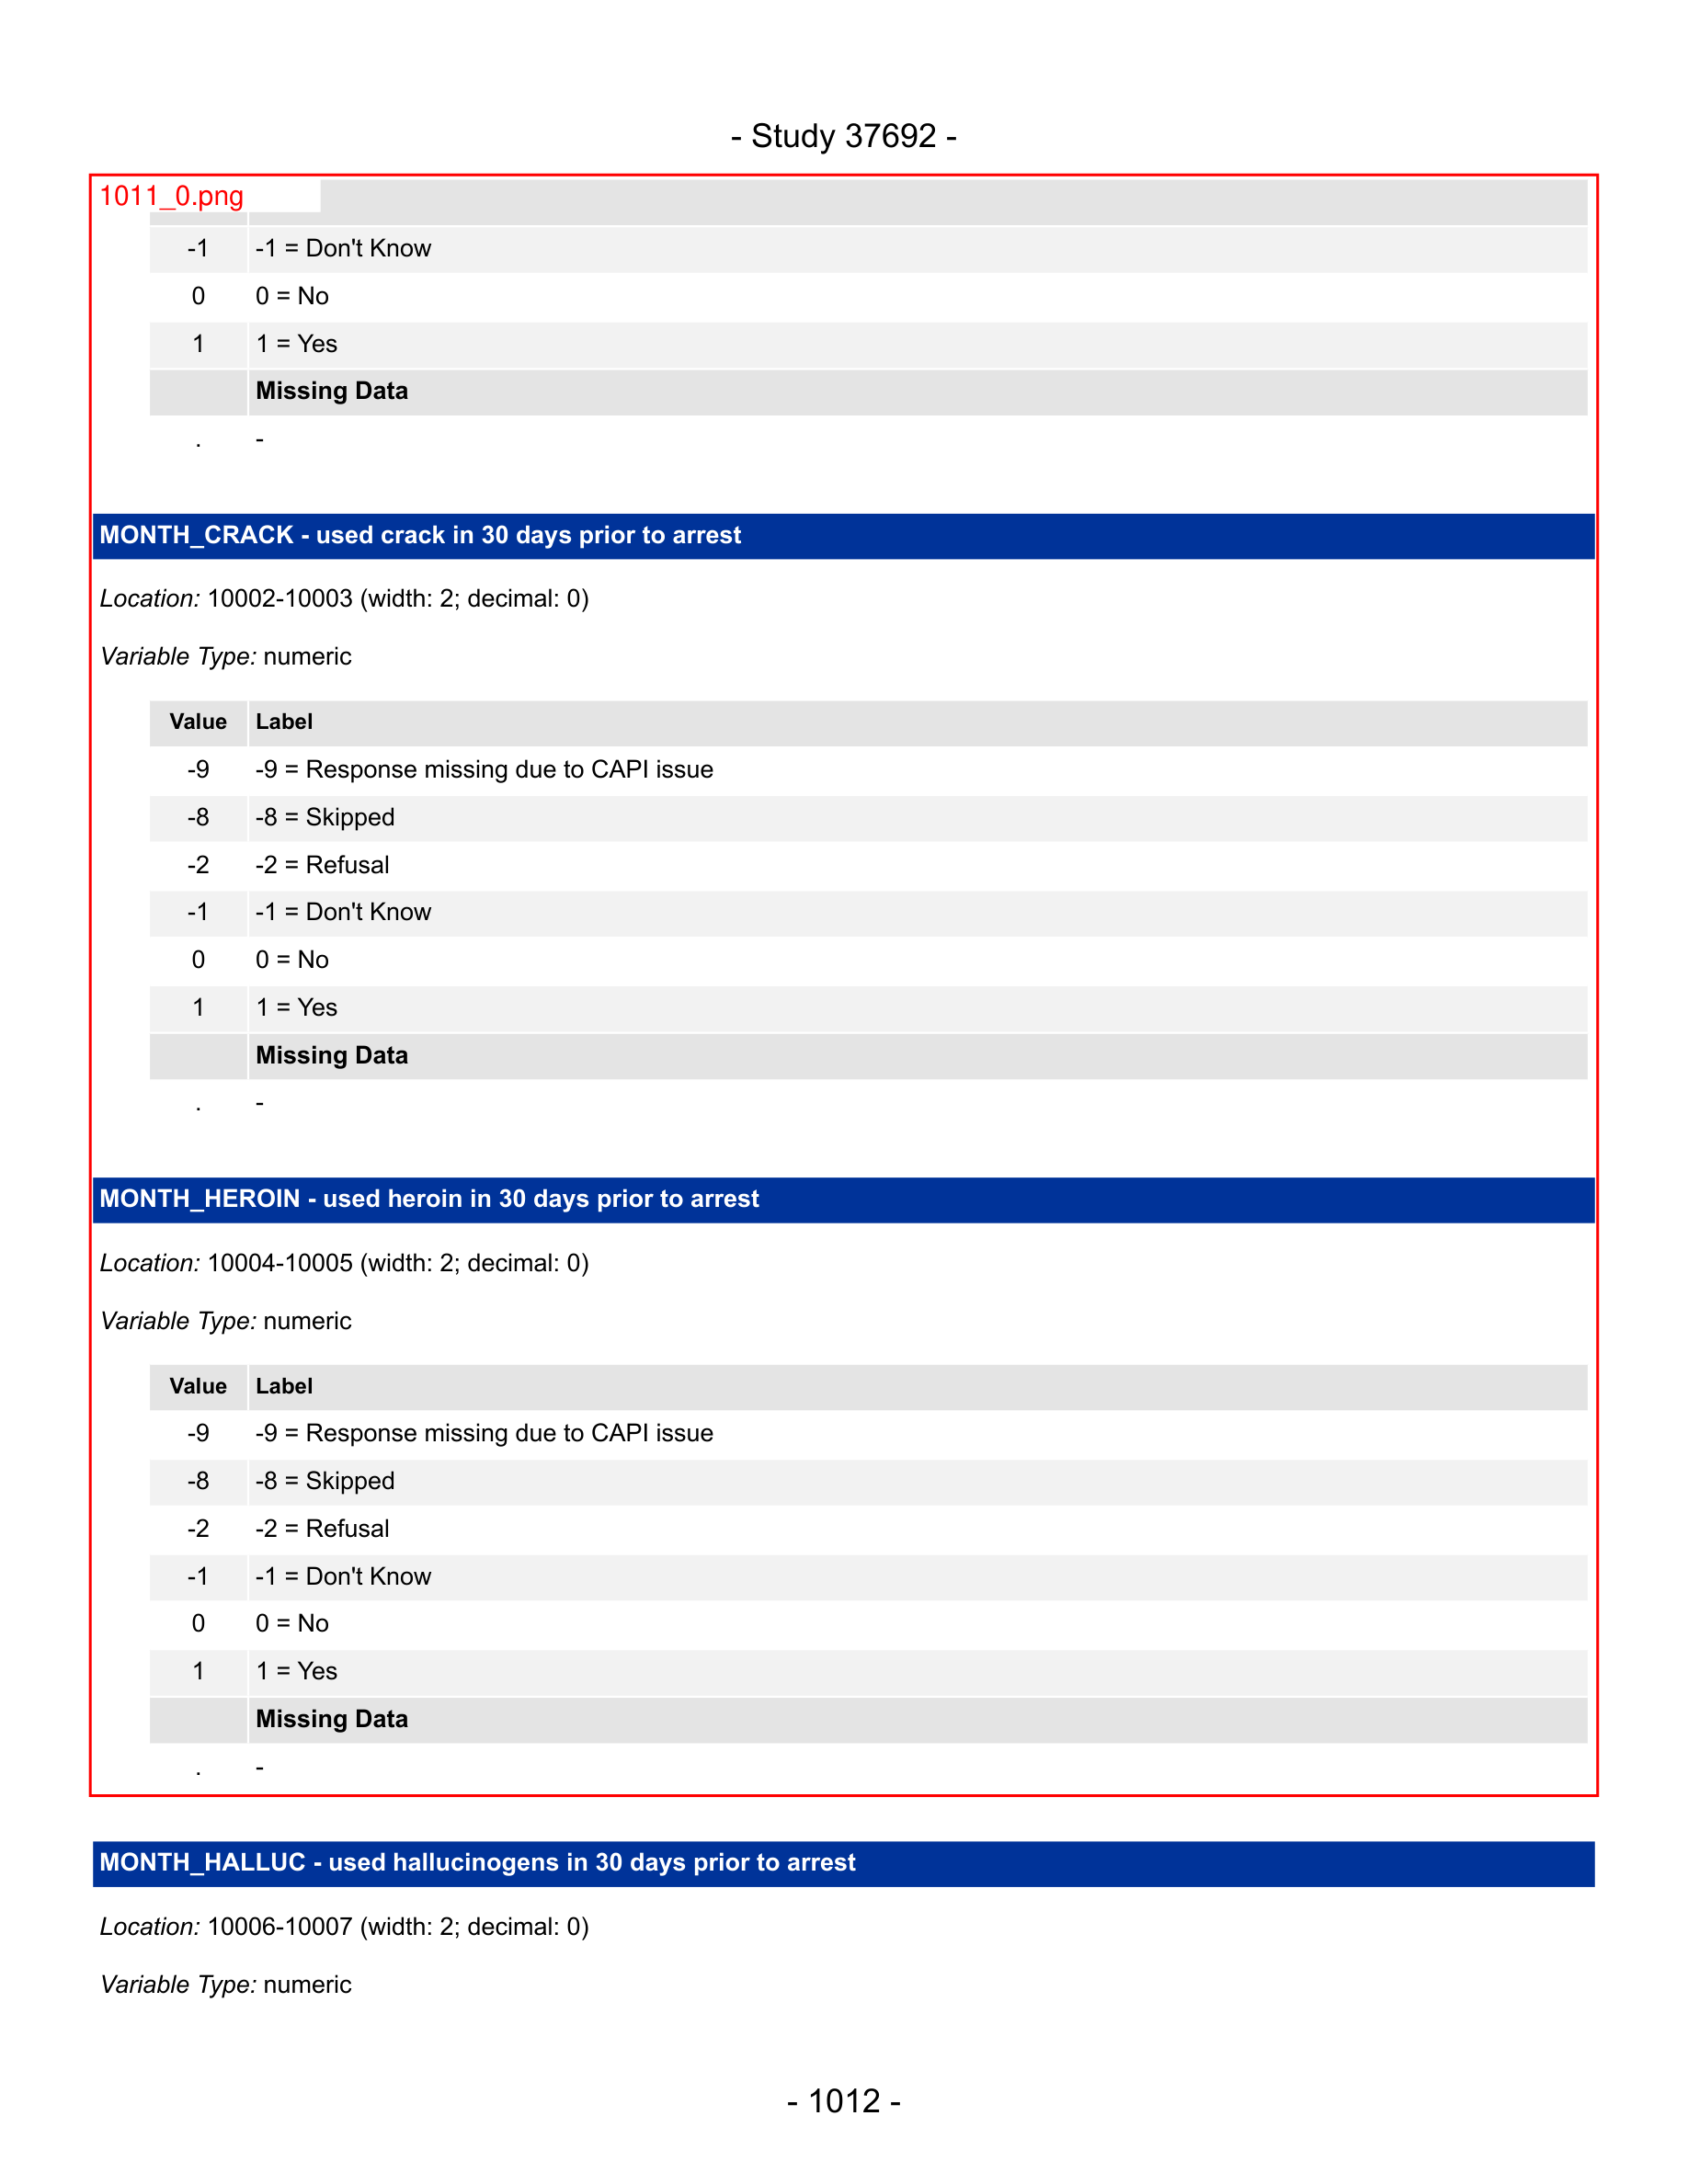 - Study 37692 -
1011_0.png
-1 -1 = Don't Know
0 0 = No
1 1 = Yes
Missing Data
. -
MONTH_CRACK - used crack in 30 days prior to arrest
Location: 10002-10003 (width: 2; decimal: 0)
Variable Type: numeric
Value Label
-9 -9 = Response missing due to CAPI issue
-8 -8 = Skipped
-2 -2 = Refusal
-1 -1 = Don't Know
0 0 = No
1 1 = Yes
Missing Data
. -
MONTH_HEROIN - used heroin in 30 days prior to arrest
Location: 10004-10005 (width: 2; decimal: 0)
Variable Type: numeric
Value Label
-9 -9 = Response missing due to CAPI issue
-8 -8 = Skipped
-2 -2 = Refusal
-1 -1 = Don't Know
0 0 = No
1 1 = Yes
Missing Data
. -
MONTH_HALLUC - used hallucinogens in 30 days prior to arrest
Location: 10006-10007 (width: 2; decimal: 0)
Variable Type: numeric
- 1012 -